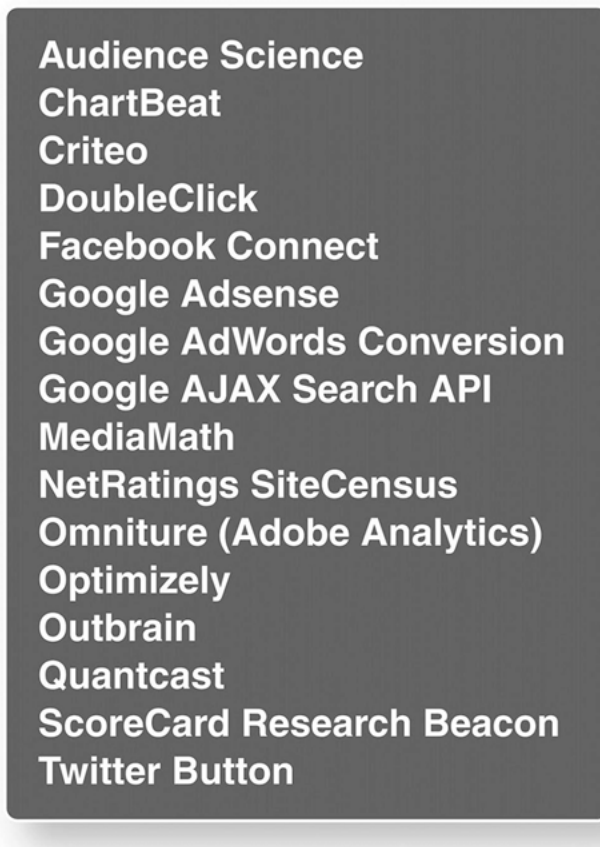 Audience Science
ChartBeat
Criteo
DoubleClick
Facebook Connect
Google Adsense
Google AdWords Conversion
Google AJAX Search API
MediaMath
NetRatings SiteCensus
Omniture (Adobe Analytics)
Optimizely
Outbrain
Quantcast
ScoreCard Research Beacon
Twitter Button